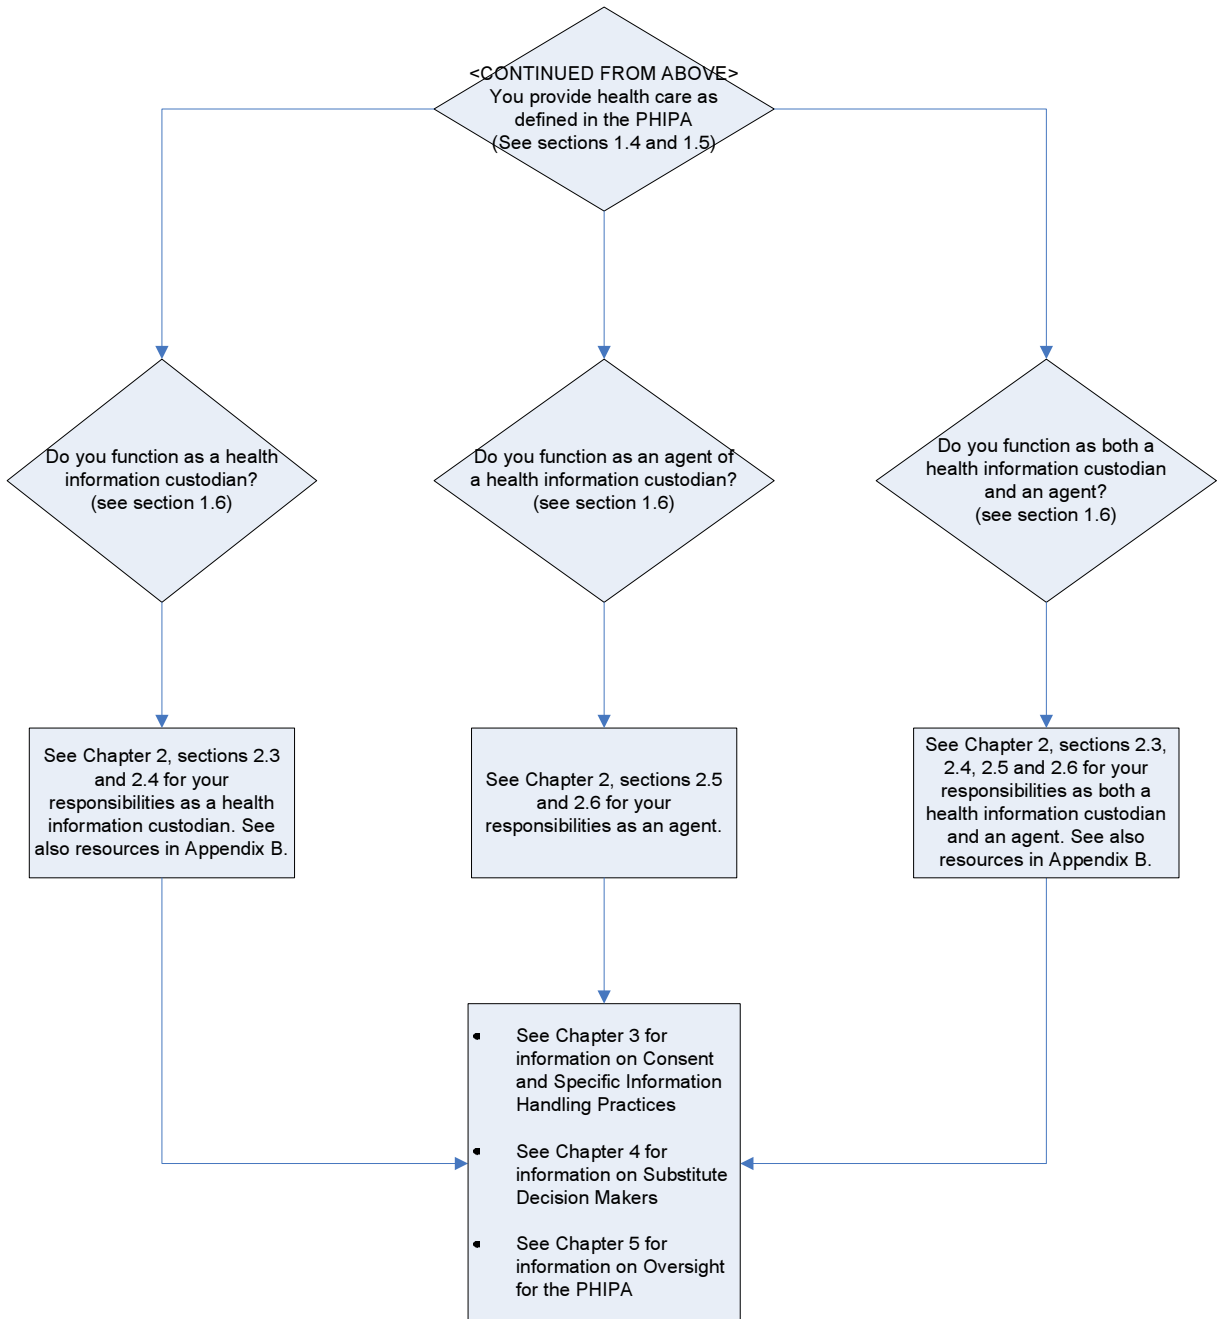 <CONTINUED FROM ABOVE>
You provide health care as
defined in the PHIPA
(See sections 1.4 and 1.5)
Do you function as a health
information custodian?
(see section 1.6)
Do you function as an agent of
a health information custodian?
(see section 1.6)
Do you function as both a
health information custodian
and an agent?
(see section 1.6)
See Chapter 2, sections 2.3
and 2.4 for your
responsibilities as a health
information custodian. See
also resources in Appendix B.
See Chapter 2, sections 2.5
and 2.6 for your
responsibilities as an agent.
See Chapter 2, sections 2.3,
2.4, 2.5 and 2.6 for your
responsibilities as both a
health information custodian
and an agent. See also
resources in Appendix B.
• See Chapter 3 for
information on Consent
and Specific Information
Handling Practices
• See Chapter 4 for
information on Substitute
Decision Makers
• See Chapter 5 for
information on Oversight
for the PHIPA